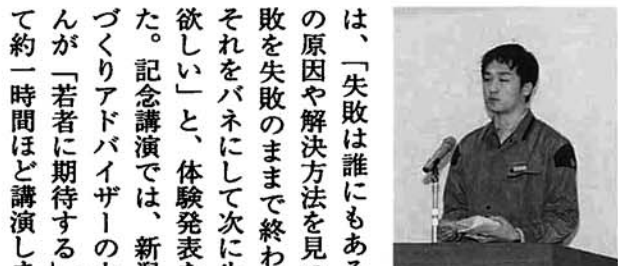 は、「失敗は誰にもある
の原因や解決方法を見
敗を失敗のままで終わ
それをバネにして次に
欲しい」と、体験発表
た。記念講演では、新
づくりアドバイザーの
んが「若者に期待する」
て約一時間ほど講演し